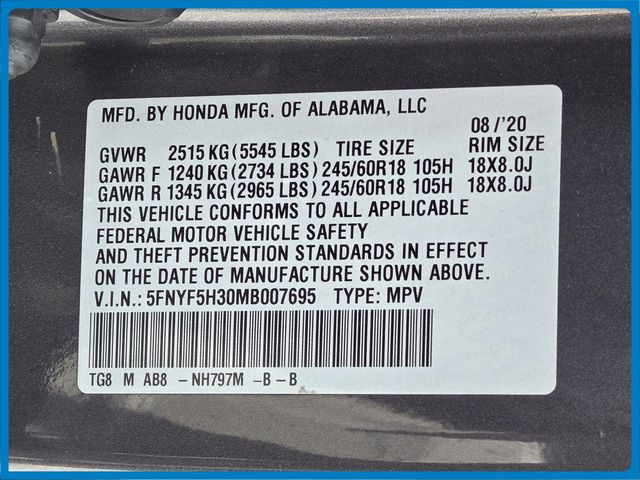 MFD. BY HONDA MFG. OF ALABAMA, LLC
08/'20
GVWR 2515 KG (5545 LBS) TIRE SIZE RIM SIZE
GAWR F 1240 KG (2734 LBS) 245/60R18 105H 18X8.0J
GAWR R 1345 KG (2965 LBS) 245/60R18 105H 18X8.0J
THIS VEHICLE CONFORMS TO ALL APPLICABLE
FEDERAL MOTOR VEHICLE SAFETY
AND THEFT PREVENTION STANDARDS IN EFFECT
ON THE DATE OF MANUFACTURE SHOWN ABOVE.
V.I.N.: 5FNYF5H30MB007695 TYPE: MPV
TG8 M AB8 - NH797M - B - B